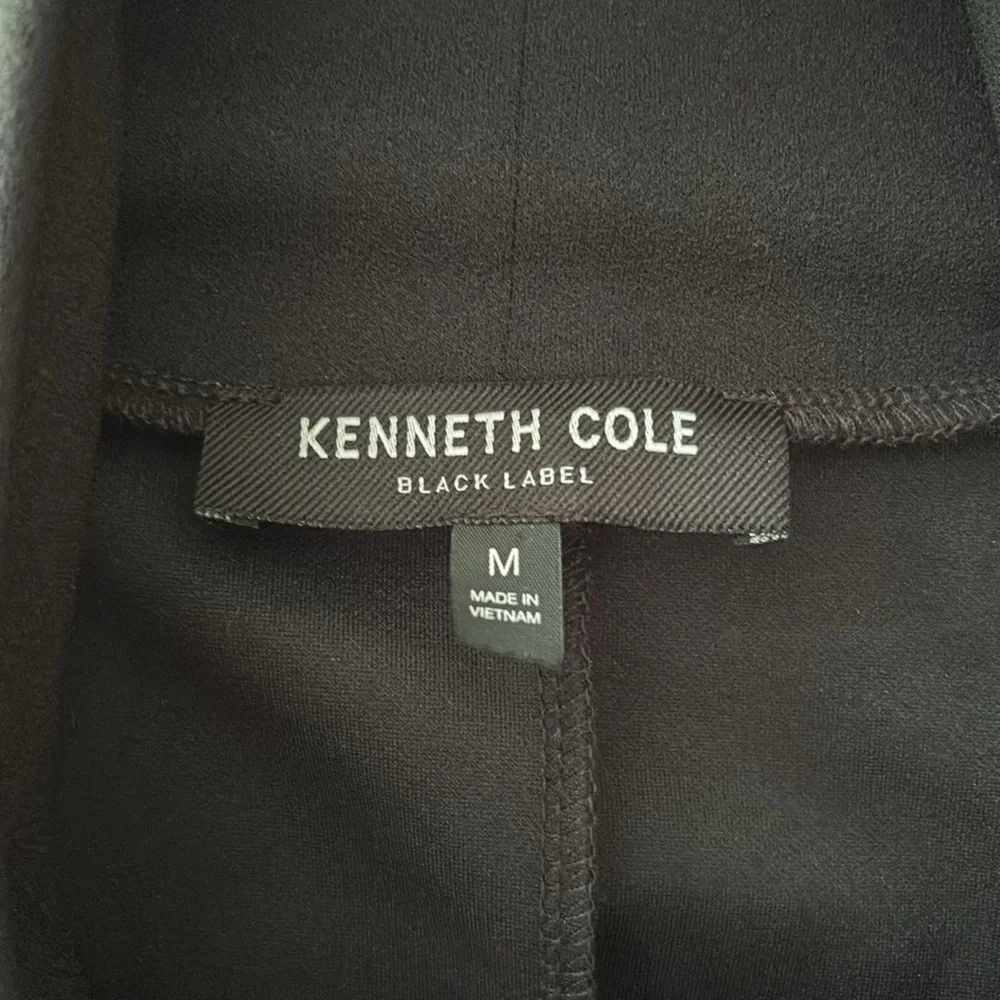 KENNETH COLE
BLACK LABEL
M
MADE IN
VIETNAM